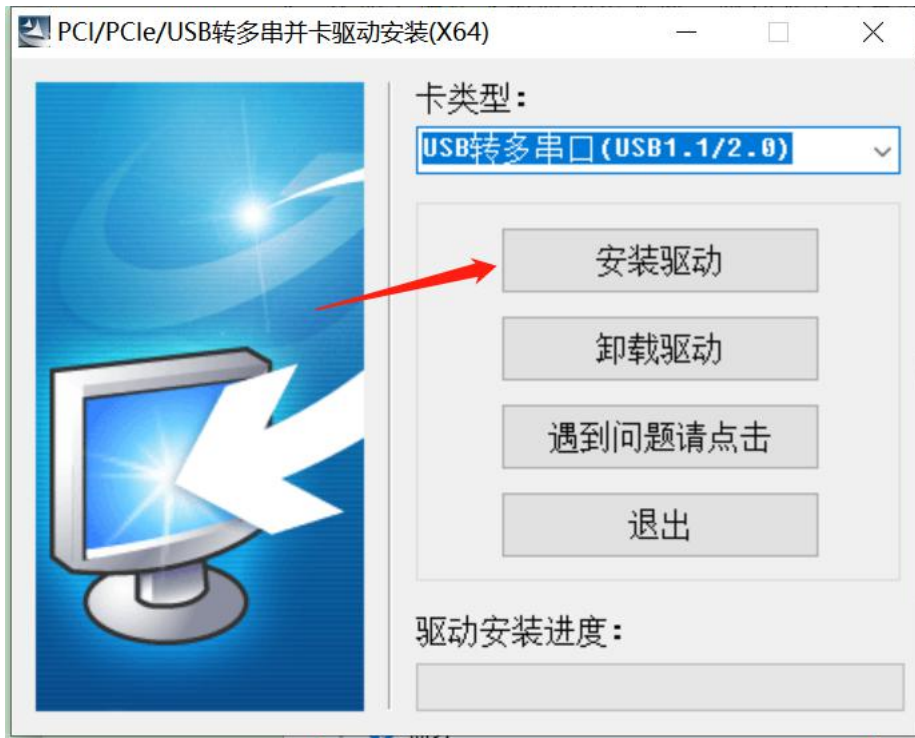 PCI/PCIe/USB转多串并卡驱动安装(X64)
卡类型：
USB转多串口(USB1.1/2.0)
安装驱动
卸载驱动
遇到问题请点击
退出
驱动安装进度：